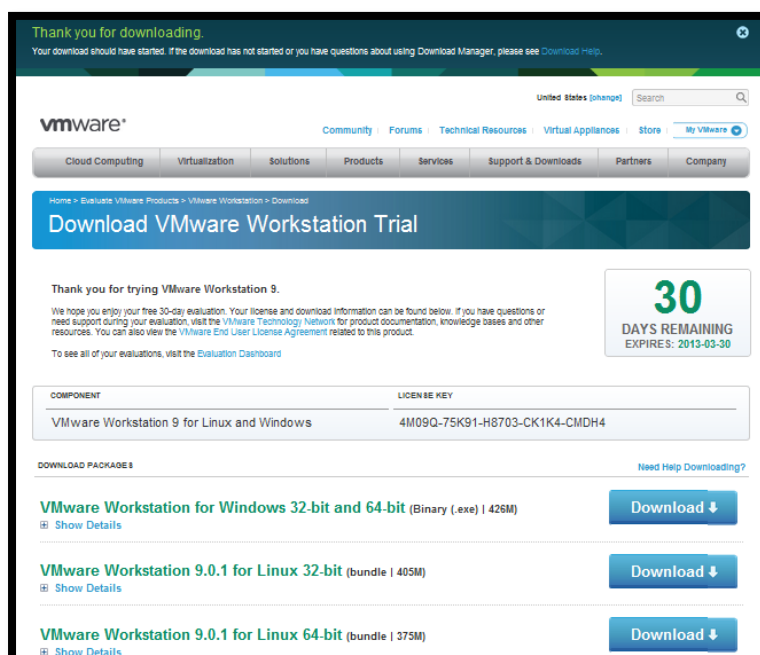 Thank you for downloading.
Your download should have started. If the download has not started or you have questions about using Download Manager, please see Download Help.
United States [change] Search
vmware
Community Forums Technical Resources Virtual Appliances Store My VMware
Cloud Computing Virtualization Solutions Products Services Support & Downloads Partners Company
Home > Evaluate VMware Products > VMware Workstation > Download
Download VMware Workstation Trial
Thank you for trying VMware Workstation 9.
We hope you enjoy your free 30-day evaluation. Your license and download information can be found below. If you have questions or
need support during your evaluation, visit the VMware Technology Network for product documentation, knowledge bases and other
resources. You can also view the VMware End User License Agreement related to this product.
To see all of your evaluations, visit the Evaluation Dashboard
30
DAYS REMAINING
EXPIRES: 2013-03-30
COMPONENT LICENSE KEY
VMware Workstation 9 for Linux and Windows 4M09Q-75K91-H8703-CK1K4-CMDH4
DOWNLOAD PACKAGES Need Help Downloading?
VMware Workstation for Windows 32-bit and 64-bit (Binary (.exe) | 426M) Download
Show Details
VMware Workstation 9.0.1 for Linux 32-bit (bundle | 405M) Download
Show Details
VMware Workstation 9.0.1 for Linux 64-bit (bundle | 375M) Download
Show Details